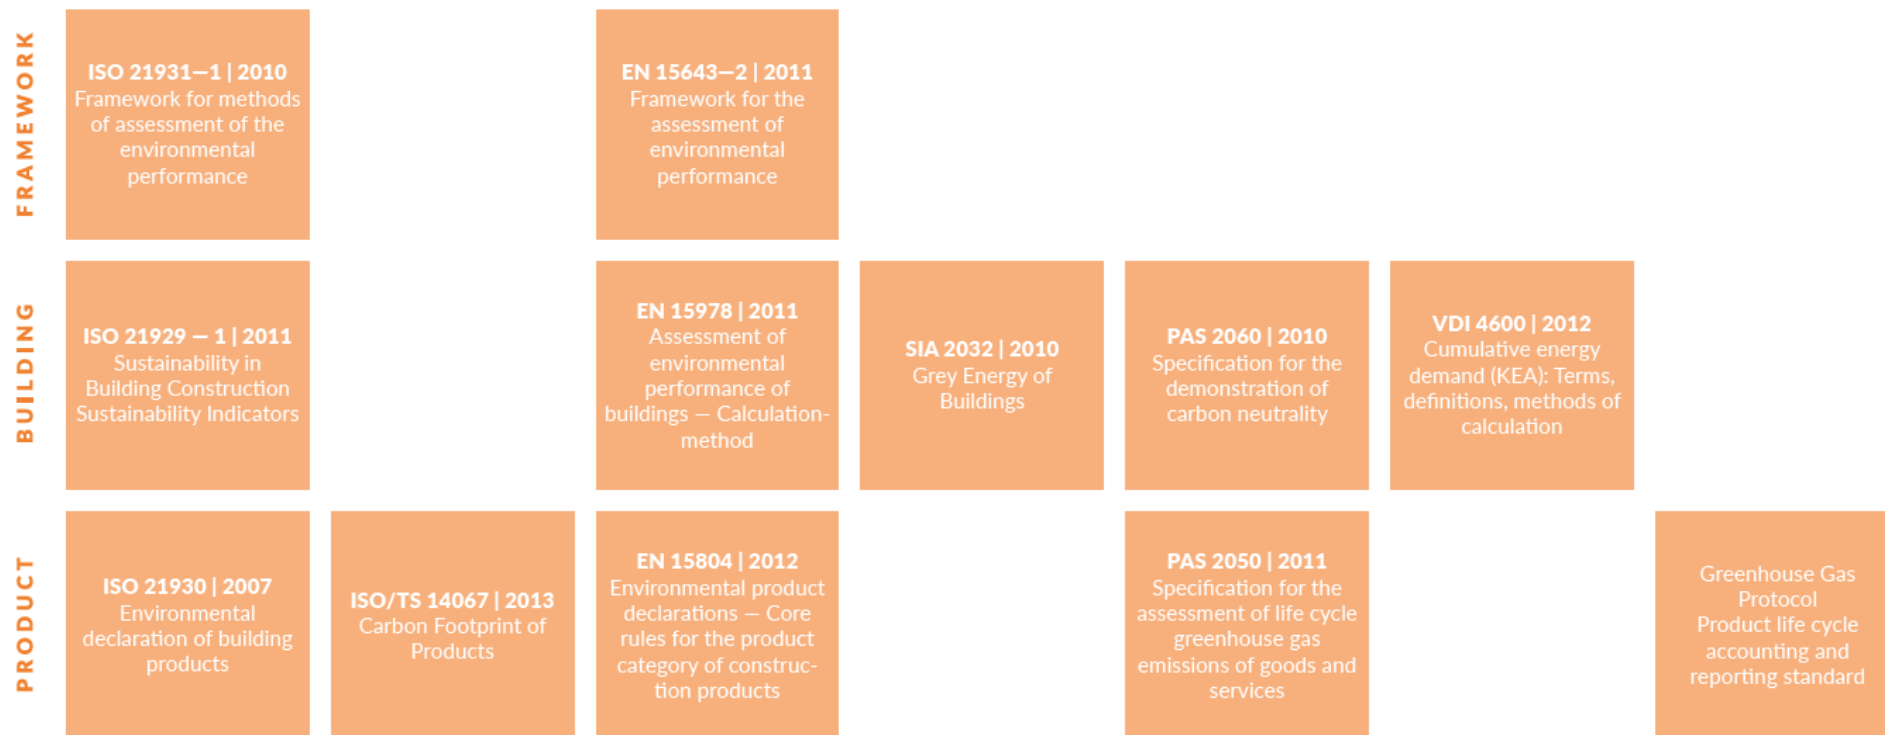 FRAMEWORK
ISO 21931—1 | 2010
Framework for methods
of assessment of the
environmental
performance
EN 15643—2 | 2011
Framework for the
assessment of
environmental
performance
BUILDING
ISO 21929 — 1 | 2011
Sustainability in
Building Construction
Sustainability Indicators
EN 15978 | 2011
Assessment of
environmental
performance of
buildings — Calculation-
method
SIA 2032 | 2010
Grey Energy of
Buildings
PAS 2060 | 2010
Specification for the
demonstration of
carbon neutrality
VDI 4600 | 2012
Cumulative energy
demand (KEA): Terms,
definitions, methods of
calculation
PRODUCT
ISO 21930 | 2007
Environmental
declaration of building
products
ISO/TS 14067 | 2013
Carbon Footprint of
Products
EN 15804 | 2012
Environmental product
declarations — Core
rules for the product
category of construc-
tion products
PAS 2050 | 2011
Specification for the
assessment of life cycle
greenhouse gas
emissions of goods and
services
Greenhouse Gas
Protocol
Product life cycle
accounting and
reporting standard